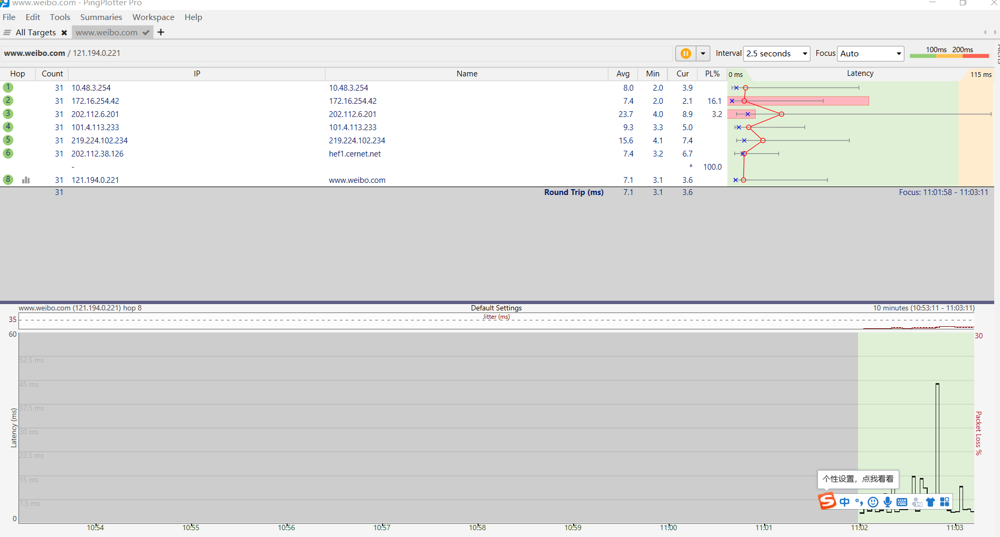 www.weibo.com - PingPlotter Pro
File Edit Tools Summaries Workspace Help
All Targets www.weibo.com
www.weibo.com / 121.194.0.221 Interval 2.5 seconds Focus Auto 100ms 200ms
Alerts
Hop Count IP Name Avg Min Cur PL% 0 ms Latency 115 ms
1 31 10.48.3.254 10.48.3.254 8.0 2.0 3.9
2 31 172.16.254.42 172.16.254.42 7.4 2.0 2.1 16.1
3 31 202.112.6.201 202.112.6.201 23.7 4.0 8.9 3.2
4 31 101.4.113.233 101.4.113.233 9.3 3.3 5.0
5 31 219.224.102.234 219.224.102.234 15.6 4.1 7.4
6 31 202.112.38.126 hef1.cernet.net 7.4 3.2 6.7
- * 100.0
8 31 121.194.0.221 www.weibo.com 7.1 3.1 3.6
31 Round Trip (ms) 7.1 3.1 3.6 Focus: 11:01:58 - 11:03:11
www.weibo.com (121.194.0.221) hop 8 Default Settings 10 minutes (10:53:11 - 11:03:11)
35 Jitter (ms)
60 30
52.5 ms
45 ms
37.5 ms
30 ms
22.5 ms
15 ms
7.5 ms
0
Latency (ms)
Packet Loss %
个性设置，点我看看
S 中
10:54 10:55 10:56 10:57 10:58 10:59 11:00 11:01 11:02 11:03